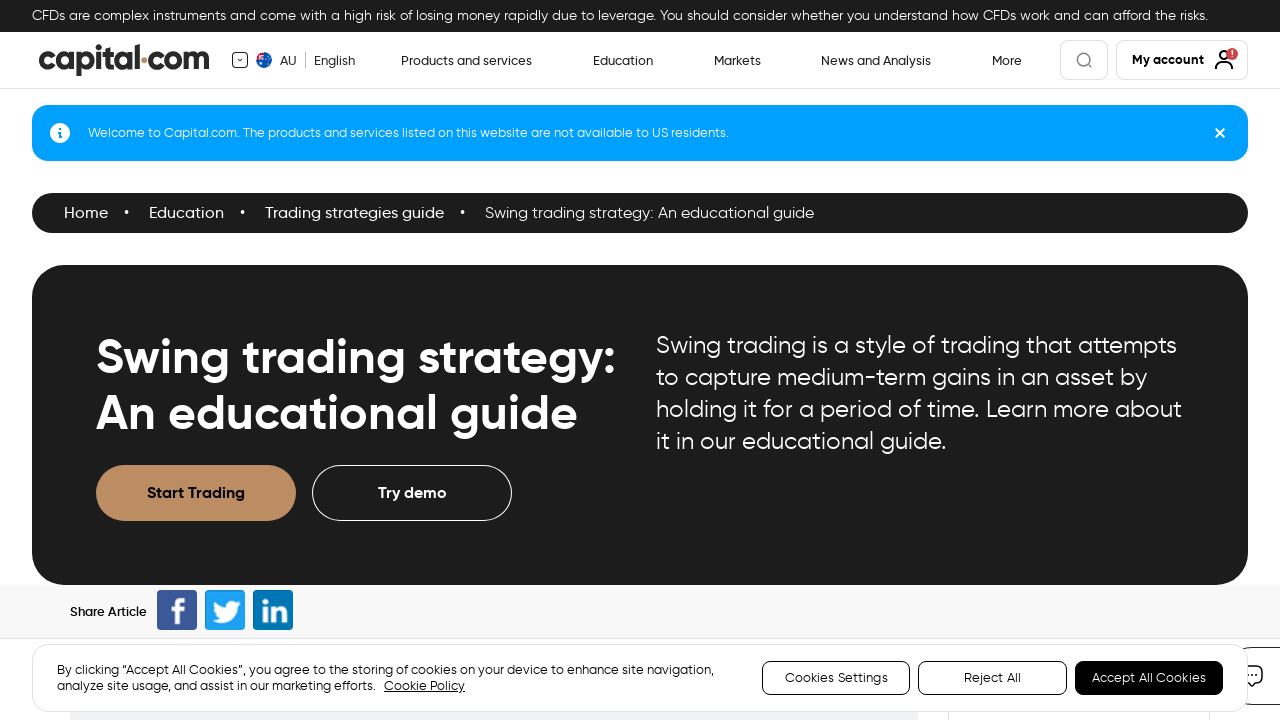 CFDs are complex instruments and come with a high risk of losing money rapidly due to leverage. You should consider whether you understand how CFDs work and can afford the risks.
capital.com
AU
English
Products and services
Education
Markets
News and Analysis
More
My account
!
Welcome to Capital.com. The products and services listed on this website are not available to US residents.
Home • Education • Trading strategies guide • Swing trading strategy: An educational guide
Swing trading strategy:
An educational guide
Start Trading
Try demo
Swing trading is a style of trading that attempts
to capture medium-term gains in an asset by
holding it for a period of time. Learn more about
it in our educational guide.
Share Article
By clicking “Accept All Cookies”, you agree to the storing of cookies on your device to enhance site navigation,
analyze site usage, and assist in our marketing efforts. Cookie Policy
Cookies Settings
Reject All
Accept All Cookies